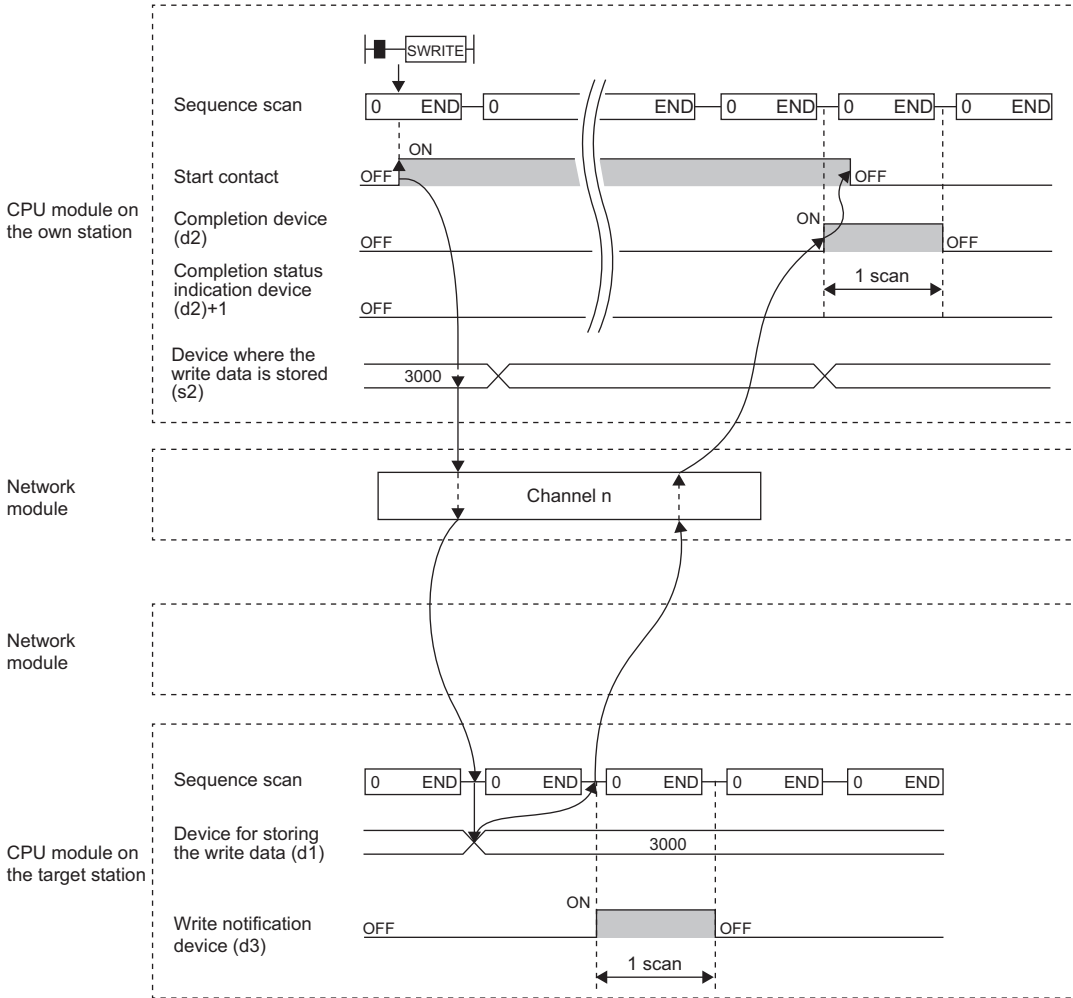 SWRITE
CPU module on
the own station
Sequence scan
0 END 0 END 0 END 0 END 0 END
ON
Start contact
OFF
OFF
Completion device
(d2)
ON
OFF
OFF
Completion status
indication device
(d2)+1
1 scan
OFF
Device where the
write data is stored
(s2)
3000
Network
module
Channel n
Network
module
CPU module on
the target station
Sequence scan
0 END 0 END 0 END 0 END 0 END
Device for storing
the write data (d1)
3000
ON
Write notification
device (d3)
OFF
OFF
1 scan